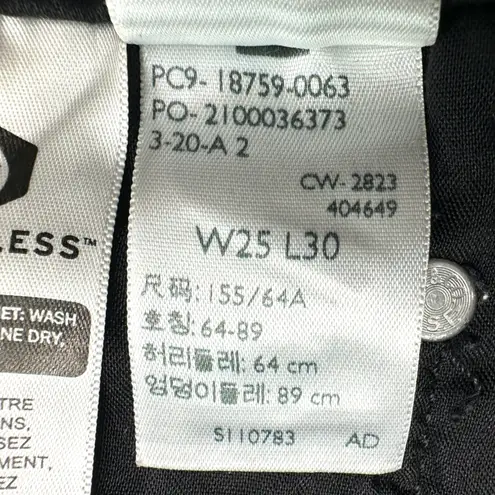 PC9-18759-0063
PO-2100036373
3-20-A 2
CW-2823
404649
W25 L30
尺码:155/64A
호칭:64-89
허리둘레:64 cm
엉덩이둘레:89 cm
S110783 AD
LESS™
ET: WASH
NE DRY,
TRE
NS,
SEZ
MENT,
EZ